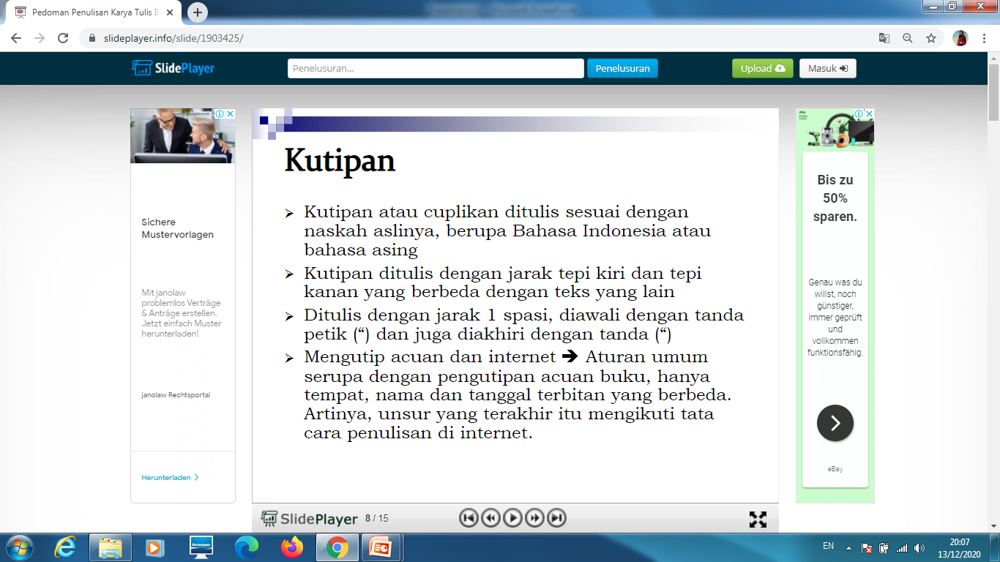 Pedoman Penulisan Karya Tulis Il
slideplayer.info/slide/1903425/
SlidePlayer
Penelusuran...
Penelusuran
Upload
Masuk
Sichere
Mustervorlagen
Mit janolaw
problemlos Verträge
& Anträge erstellen.
Jetzt einfach Muster
herunterladen!
janolaw Rechtsportal
Herunterladen
Kutipan
Kutipan atau cuplikan ditulis sesuai dengan
naskah aslinya, berupa Bahasa Indonesia atau
bahasa asing
Kutipan ditulis dengan jarak tepi kiri dan tepi
kanan yang berbeda dengan teks yang lain
Ditulis dengan jarak 1 spasi, diawali dengan tanda
petik (“) dan juga diakhiri dengan tanda (“)
Mengutip acuan dan internet ➔ Aturan umum
serupa dengan pengutipan acuan buku, hanya
tempat, nama dan tanggal terbitan yang berbeda.
Artinya, unsur yang terakhir itu mengikuti tata
cara penulisan di internet.
Bis zu
50%
sparen.
Genau was du
willst, noch
günstiger,
immer geprüft
und
vollkommen
funktionsfähig.
eBay
SlidePlayer
8 / 15
lenovo
EN
20:07
13/12/2020